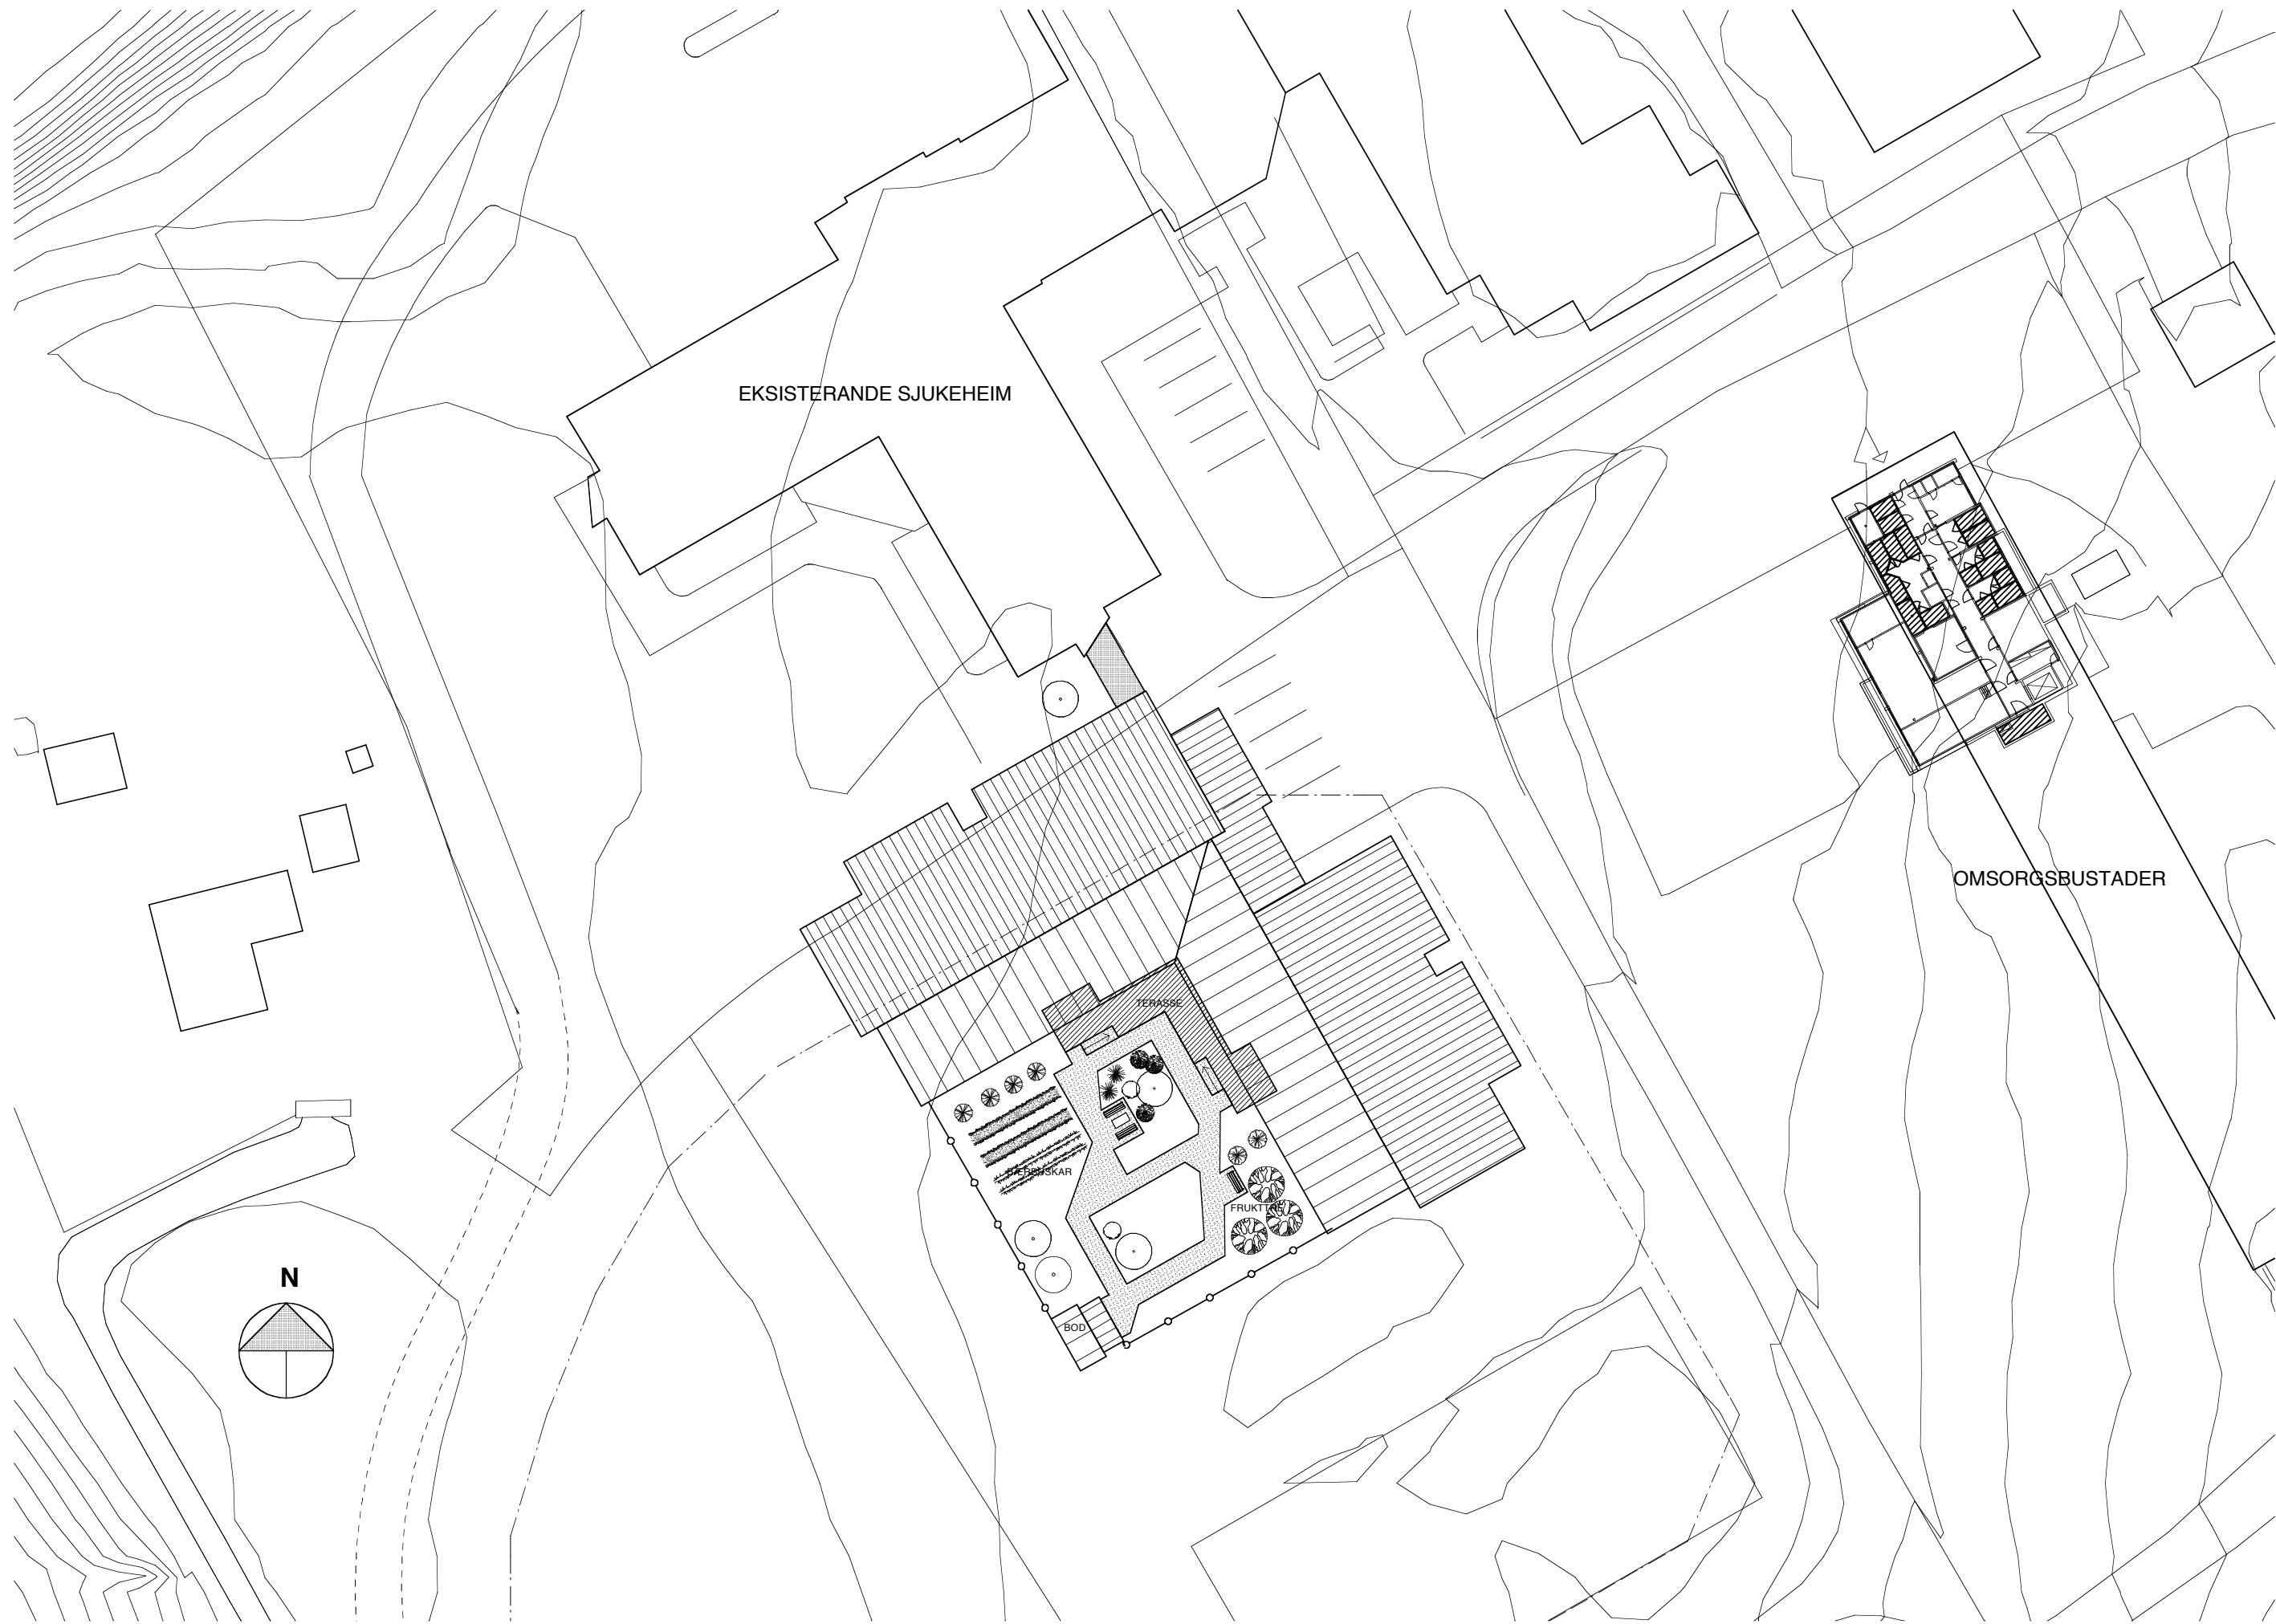 EKSISTERANDE SJUKEHEIM
OMSORGSBUSTADER
TERASSE
BÆRBUSKAR
FRUKTTRE
N
BOD